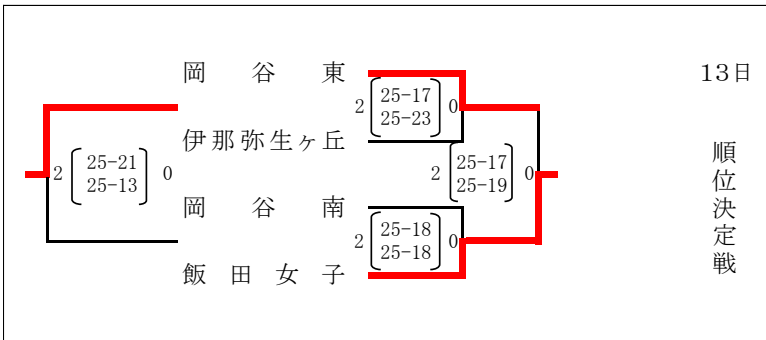 岡谷東
13日
2 25-17 0
25-23
伊那弥生ヶ丘
2 25-21 0
25-13
2 25-17 0
25-19
順位決定戦
岡谷南
2 25-18 0
25-18
飯田女子